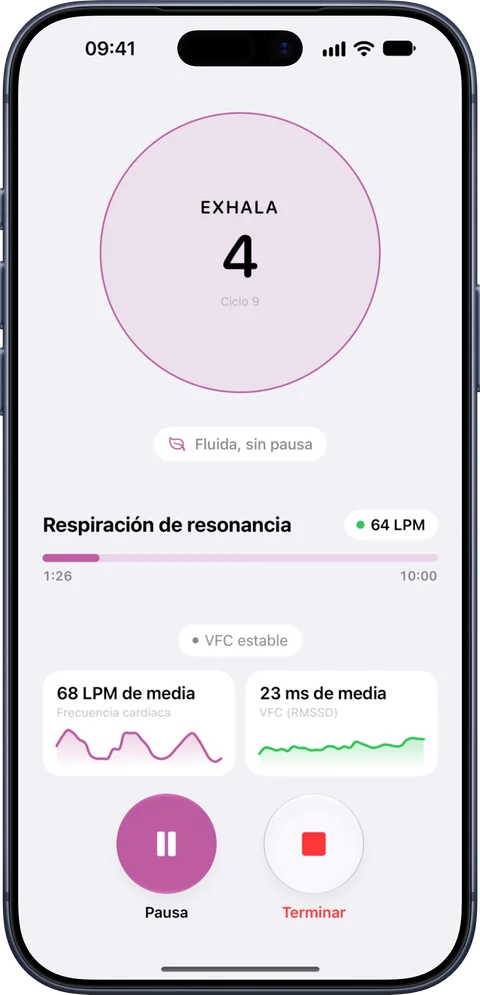 09:41
EXHALA
4
Ciclo 9
Fluida, sin pausa
Respiración de resonancia
64 LPM
1:26
10:00
VFC estable
68 LPM de media
Frecuencia cardiaca
23 ms de media
VFC (RMSSD)
Pausa
Terminar